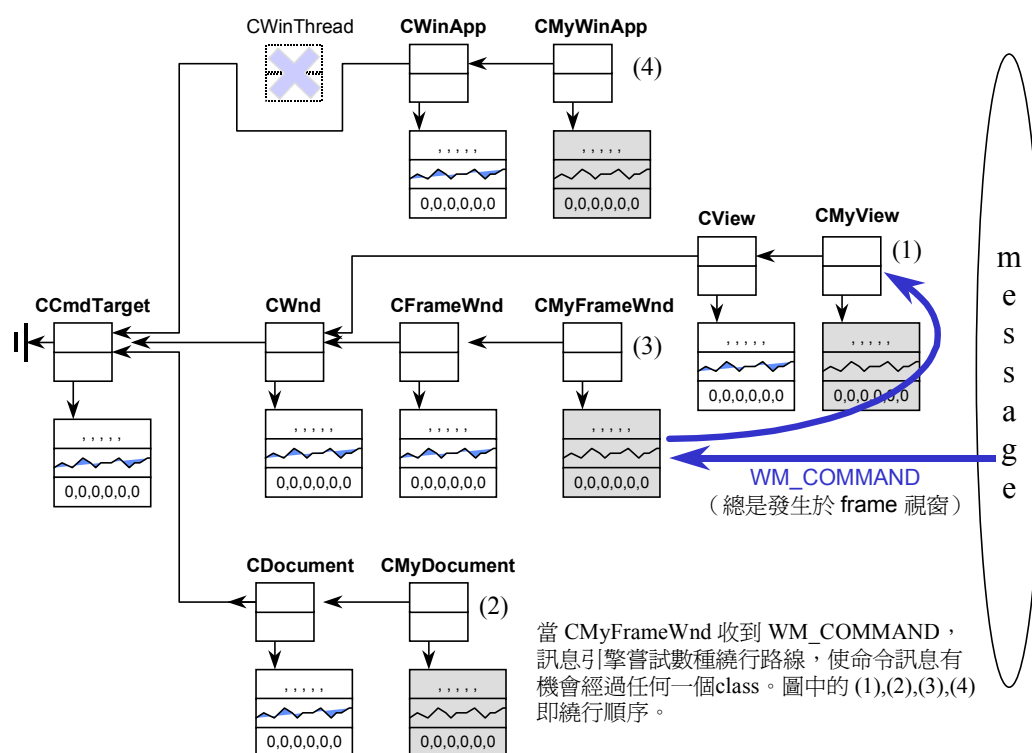 CWinThread
CWinApp
CMyWinApp
(4)
, , , , ,
, , , , ,
0,0,0,0,0,0
0,0,0,0,0,0
CView
CMyView
(1)
CCmdTarget
CWnd
CFrameWnd
CMyFrameWnd
(3)
, , , , ,
, , , , ,
0,0,0,0,0,0
0,0,0,0,0,0
, , , , ,
, , , , ,
, , , , ,
, , , , ,
0,0,0,0,0,0
0,0,0,0,0,0
0,0,0,0,0,0
0,0,0,0,0,0
message
WM_COMMAND
（總是發生於 frame 視窗）
CDocument
CMyDocument
(2)
, , , , ,
, , , , ,
0,0,0,0,0,0
0,0,0,0,0,0
當 CMyFrameWnd 收到 WM_COMMAND，
訊息引擎嘗試數種繞行路線，使命令訊息有
機會經過任何一個class。圖中的 (1),(2),(3),(4)
即繞行順序。